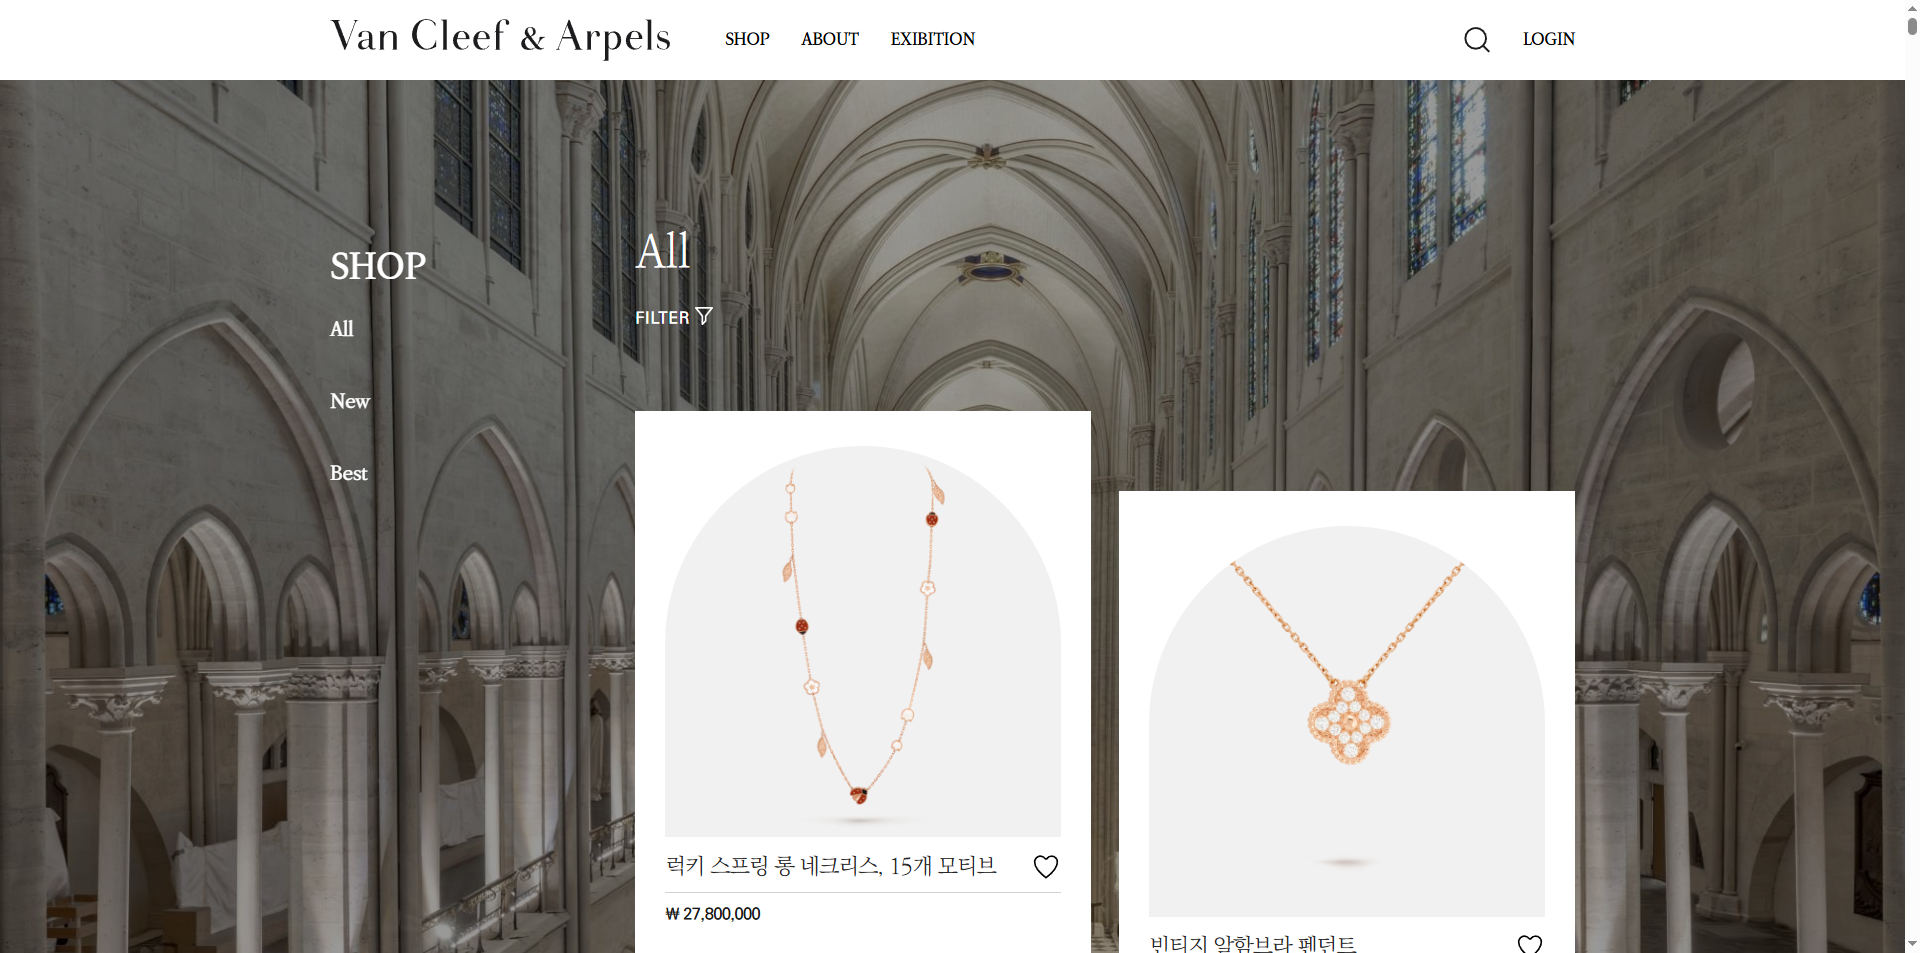 Van Cleef & Arpels
SHOP ABOUT EXIBITION
LOGIN
SHOP
All
New
Best
All
FILTER
럭키 스프링 롱 네크리스, 15개 모티브
₩ 27,800,000
빈티지 알함브라 펜던트